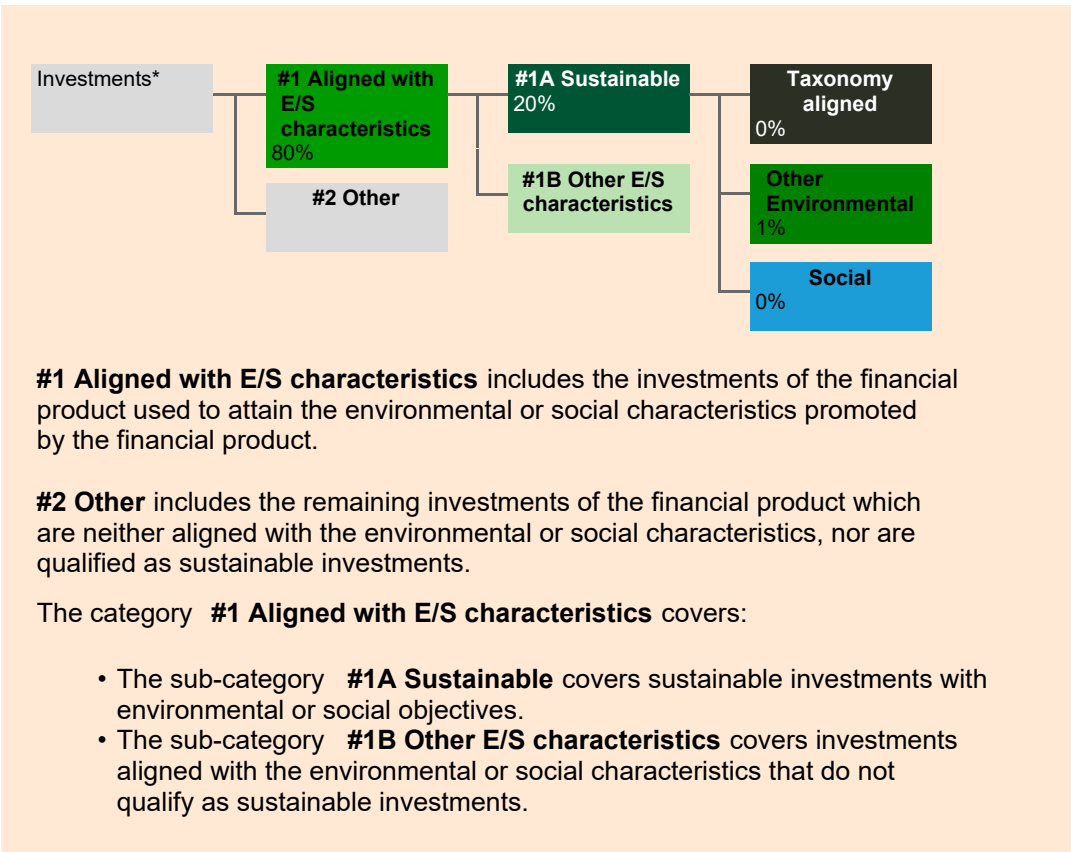 Investments*
#1 Aligned with
E/S
characteristics
80%
#2 Other
#1A Sustainable
20%
#1B Other E/S
characteristics
Taxonomy
aligned
0%
Other
Environmental
1%
Social
0%
#1 Aligned with E/S characteristics includes the investments of the financial
product used to attain the environmental or social characteristics promoted
by the financial product.
#2 Other includes the remaining investments of the financial product which
are neither aligned with the environmental or social characteristics, nor are
qualified as sustainable investments.
The category #1 Aligned with E/S characteristics covers:
• The sub-category #1A Sustainable covers sustainable investments with
environmental or social objectives.
• The sub-category #1B Other E/S characteristics covers investments
aligned with the environmental or social characteristics that do not
qualify as sustainable investments.